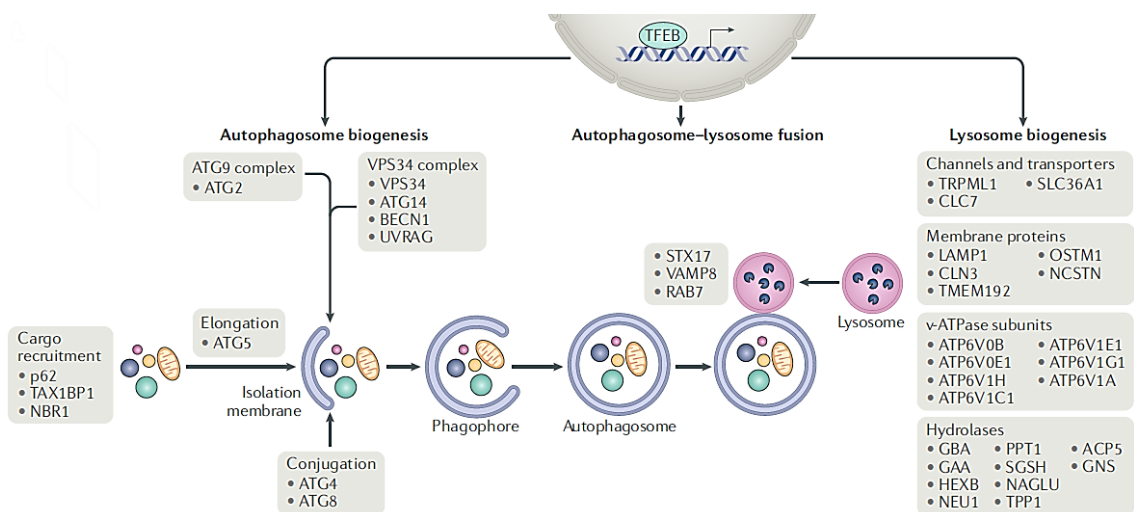 TFEB
Autophagosome biogenesis
Autophagosome–lysosome fusion
Lysosome biogenesis
ATG9 complex
• ATG2
VPS34 complex
• VPS34
• ATG14
• BECN1
• UVRAG
Channels and transporters
• TRPML1 • SLC36A1
• CLC7
Membrane proteins
• LAMP1 • OSTM1
• CLN3 • NCSTN
• TMEM192
• STX17
• VAMP8
• RAB7
Lysosome
v-ATPase subunits
• ATP6V0B • ATP6V1E1
• ATP6V0E1 • ATP6V1G1
• ATP6V1H • ATP6V1A
• ATP6V1C1
Cargo
recruitment
• p62
• TAX1BP1
• NBR1
Elongation
• ATG5
Isolation
membrane
Phagophore
Autophagosome
Conjugation
• ATG4
• ATG8
Hydrolases
• GBA • PPT1 • ACP5
• GAA • SGSH • GNS
• HEXB • NAGLU
• NEU1 • TPP1